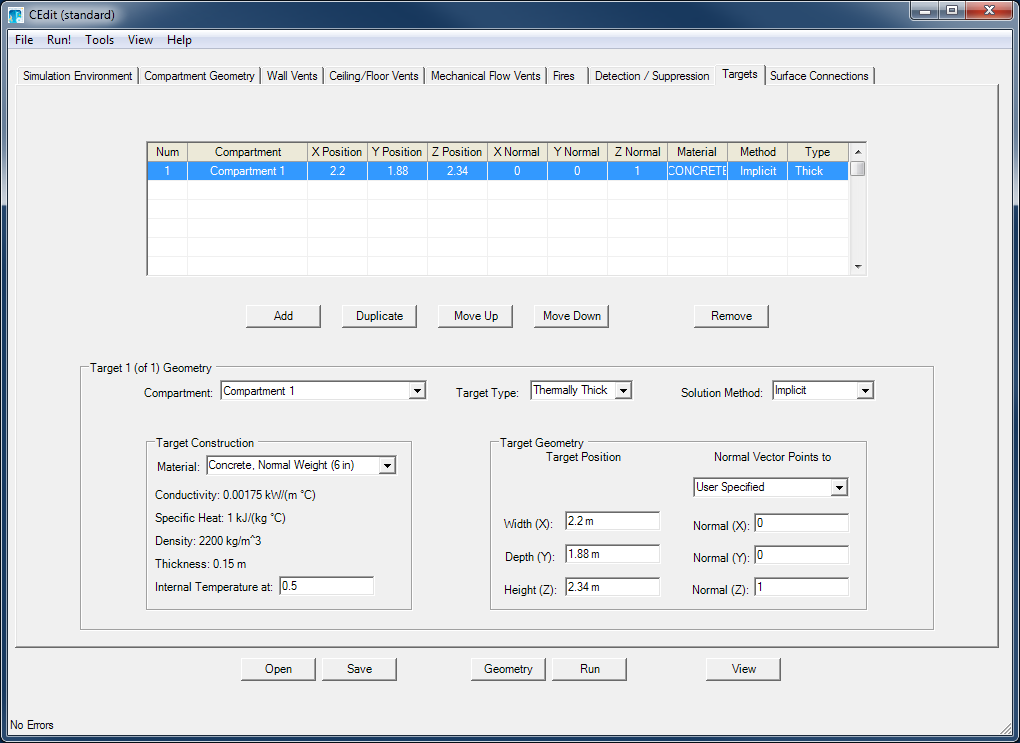 CEdit (standard)
File Run! Tools View Help
Simulation Environment Compartment Geometry Wall Vents Ceiling/Floor Vents Mechanical Flow Vents Fires Detection / Suppression Targets Surface Connections
Num Compartment X Position Y Position Z Position X Normal Y Normal Z Normal Material Method Type
1 Compartment 1 2.2 1.88 2.34 0 0 1 CONCRETE Implicit Thick
Add Duplicate Move Up Move Down Remove
Target 1 (of 1) Geometry
Compartment: Compartment 1 Target Type: Thermally Thick Solution Method: Implicit
Target Construction
Material: Concrete, Normal Weight (6 in)
Conductivity: 0.00175 kW/(m °C)
Specific Heat: 1 kJ/(kg °C)
Density: 2200 kg/m^3
Thickness: 0.15 m
Internal Temperature at: 0.5
Target Geometry
Target Position Normal Vector Points to
User Specified
Width (X): 2.2 m Normal (X): 0
Depth (Y): 1.88 m Normal (Y): 0
Height (Z): 2.34 m Normal (Z): 1
Open Save Geometry Run View
No Errors